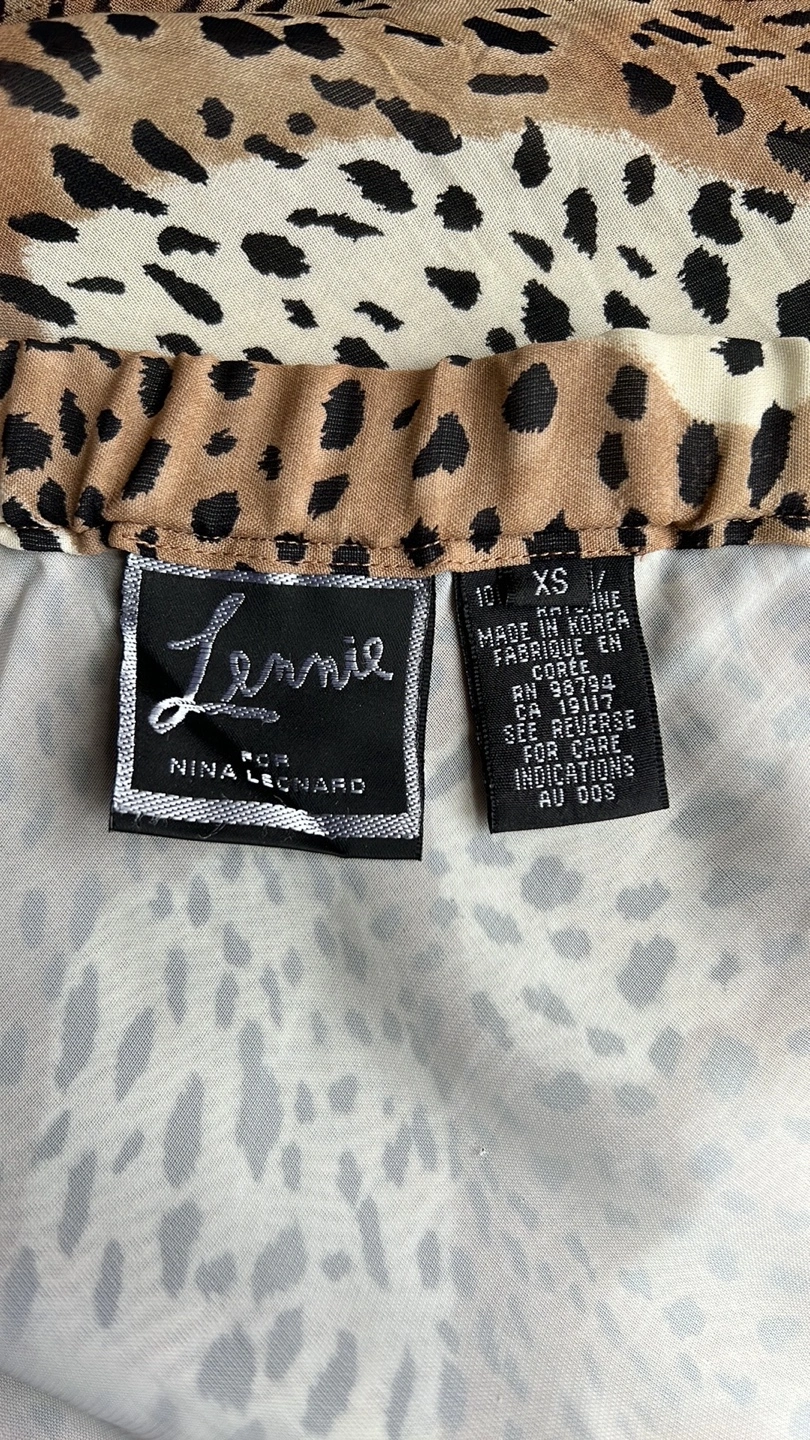 Lennie
FOR
NINA LEONARD
XS
10
MADE IN KOREA
FABRIQUE EN
CORÉE
RN 98794
CA 19117
SEE REVERSE
FOR CARE
INDICATIONS
AU DOS